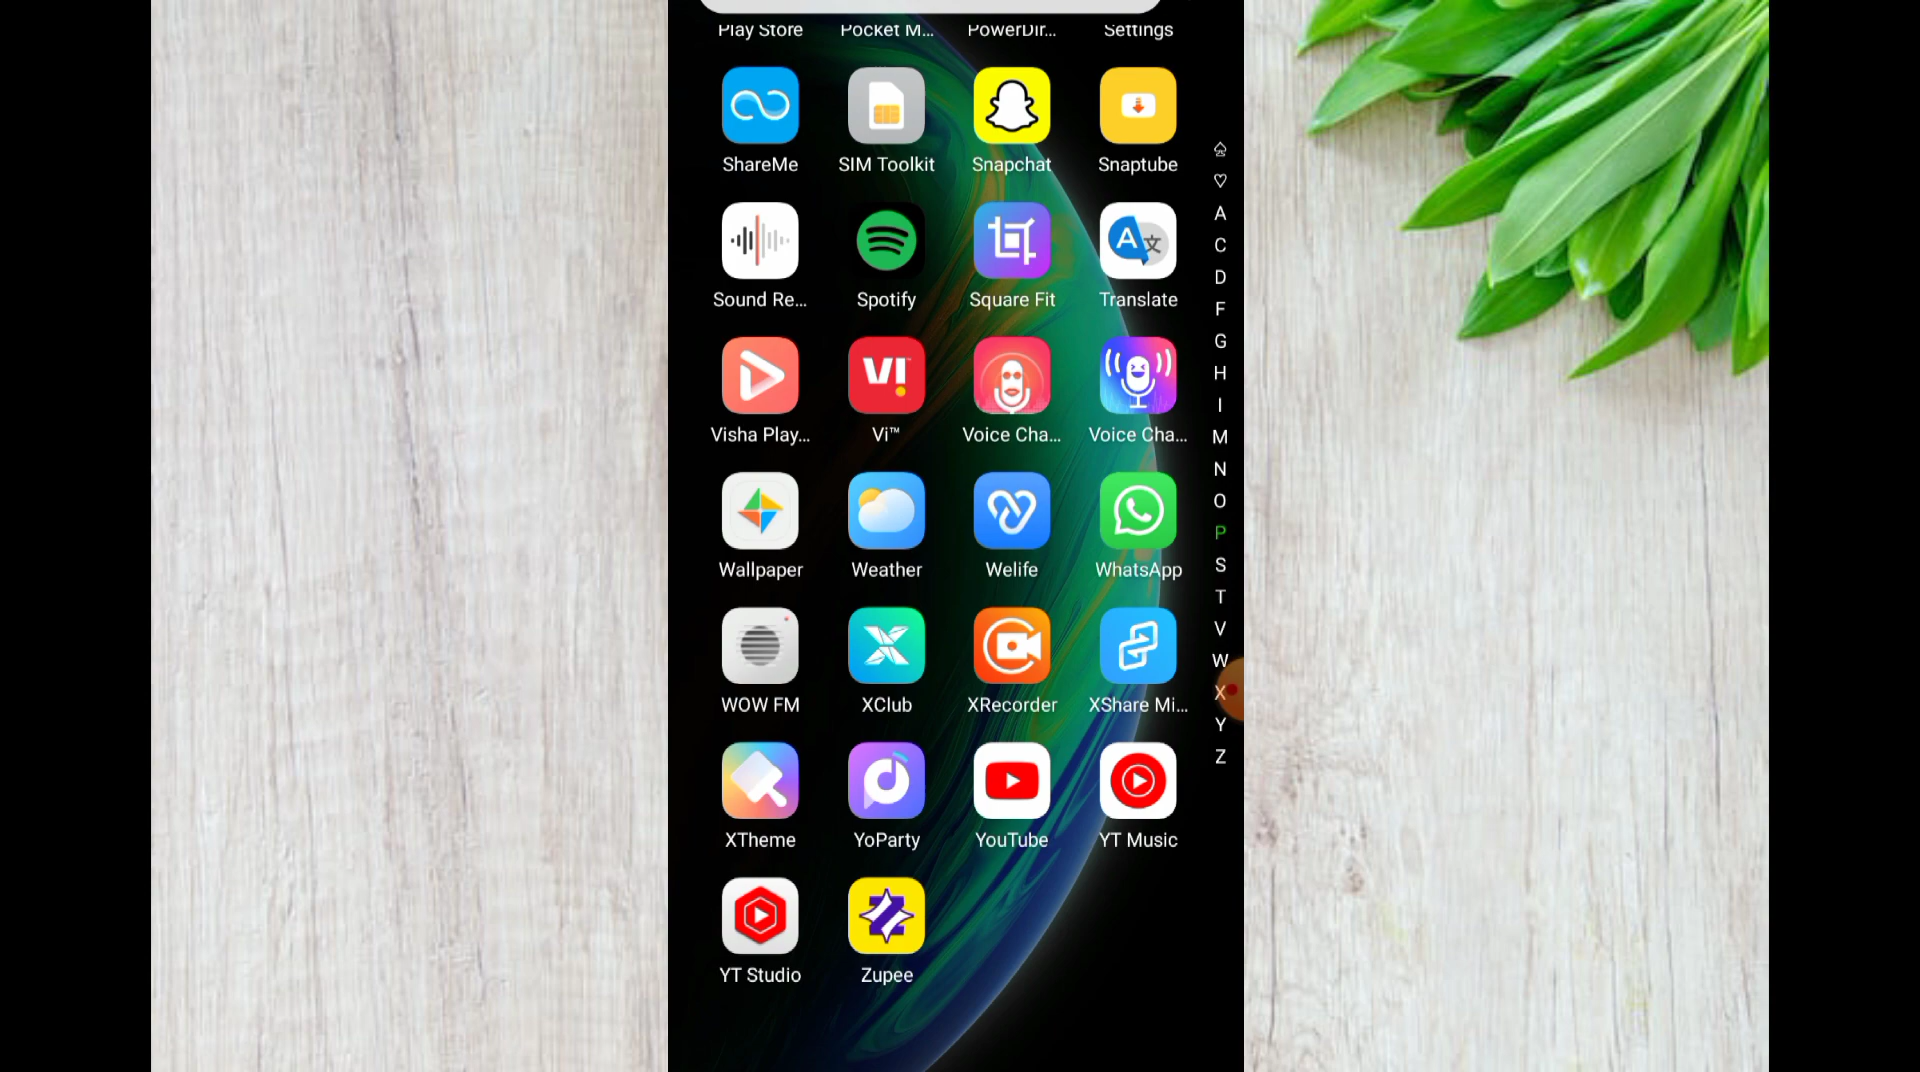 Play Store Pocket M... PowerDir... Settings
ShareMe SIM Toolkit Snapchat Snaptube
Sound Re... Spotify Square Fit Translate
VI
Visha Play... Vi™ Voice Cha... Voice Cha...
Wallpaper Weather Welife WhatsApp
WOW FM XClub XRecorder XShare Mi...
XTheme YoParty YouTube YT Music
YT Studio Zupee
A
C
D
F
G
H
I
M
N
O
P
S
T
V
W
X
Y
Z
A 文